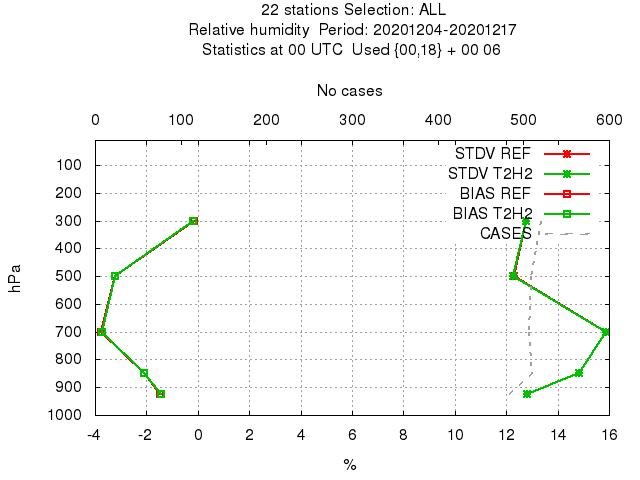 22 stations Selection: ALL
Relative humidity  Period: 20201204-20201217
Statistics at 00 UTC  Used {00,18} + 00 06
No cases
0 100 200 300 400 500 600
STDV REF
STDV T2H2
BIAS REF
BIAS T2H2
CASES
100
200
300
400
500
600
700
800
900
1000
hPa
-4 -2 0 2 4 6 8 10 12 14 16
%